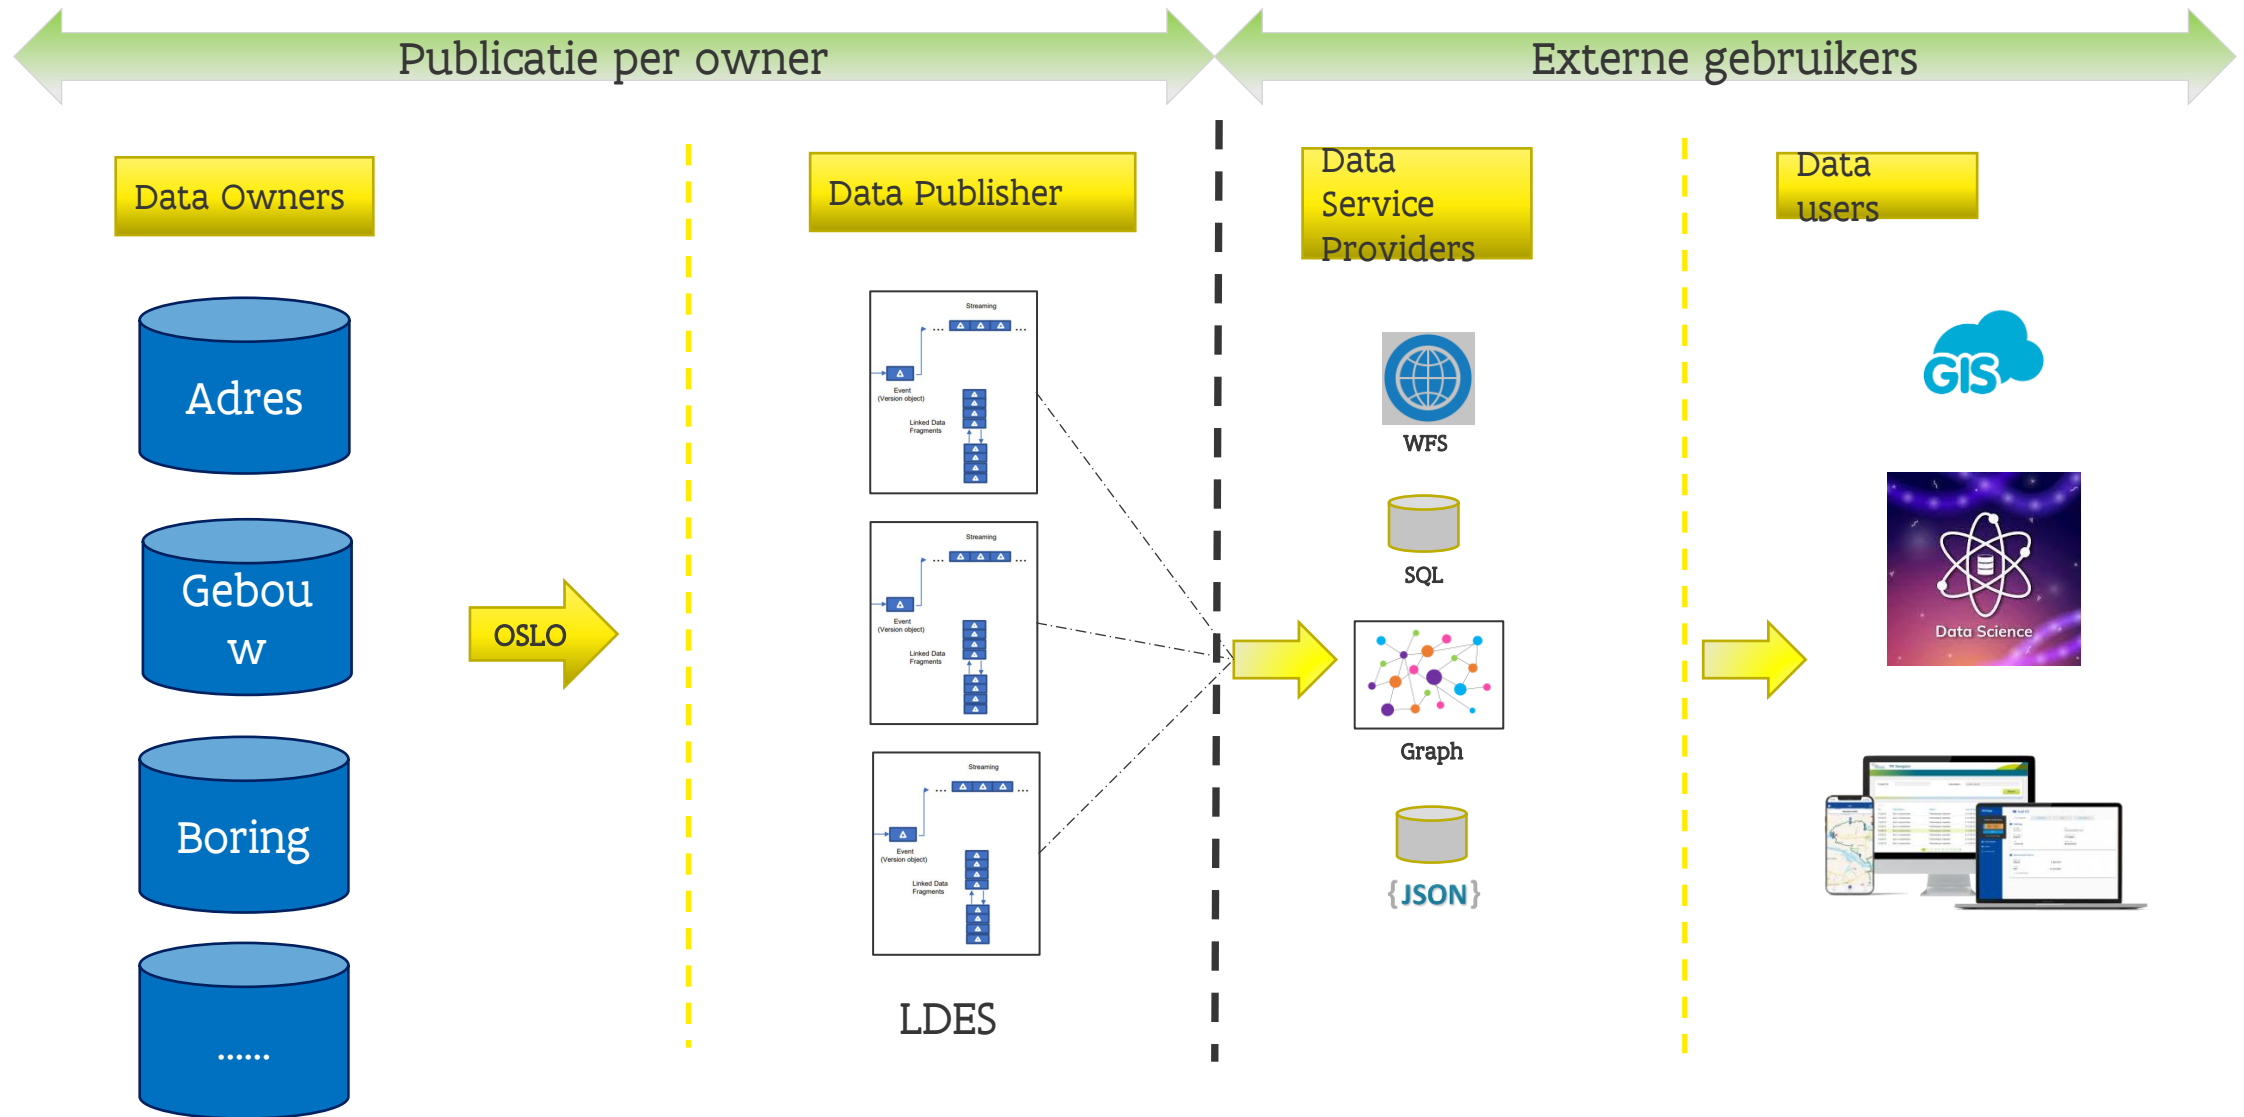 Publicatie per owner
Externe gebruikers
Data Owners
Data Publisher
Data
Service
Providers
Data
users
Adres
Gebou
w
Boring
......
OSLO
Streaming
... ...
Event
(Version object)
Linked Data
Fragments
Streaming
... ...
Event
(Version object)
Linked Data
Fragments
Streaming
... ...
Event
(Version object)
Linked Data
Fragments
LDES
WFS
SQL
Graph
{JSON}
GIS
Data Science